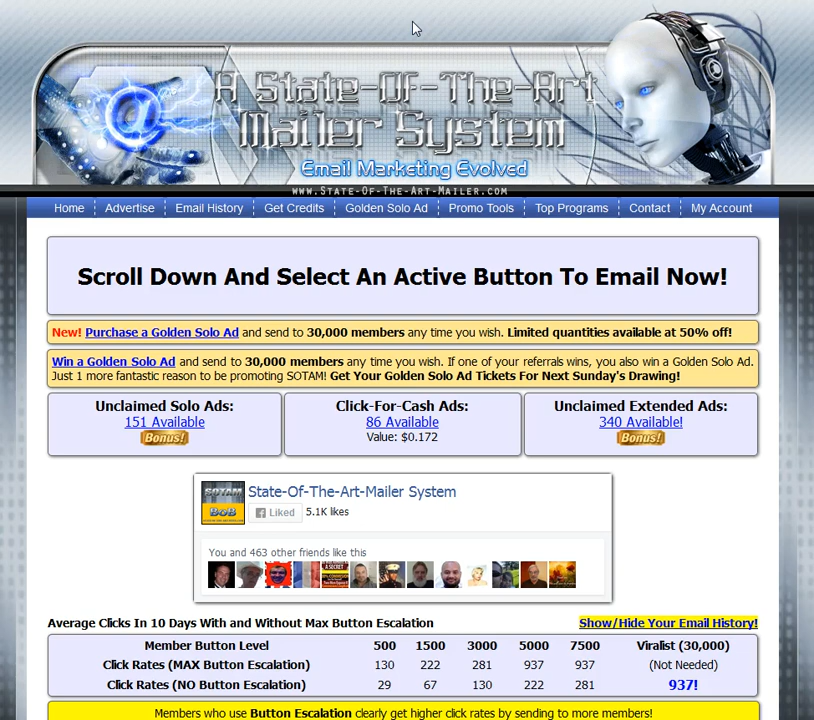 A State-Of-The-Art
Mailer System
Email Marketing Evolved
www.State-Of-The-Art-Mailer.com
Home Advertise Email History Get Credits Golden Solo Ad Promo Tools Top Programs Contact My Account
Scroll Down And Select An Active Button To Email Now!
New! Purchase a Golden Solo Ad and send to 30,000 members any time you wish. Limited quantities available at 50% off!
Win a Golden Solo Ad and send to 30,000 members any time you wish. If one of your referrals wins, you also win a Golden Solo Ad.
Just 1 more fantastic reason to be promoting SOTAM! Get Your Golden Solo Ad Tickets For Next Sunday's Drawing!
Unclaimed Solo Ads: Click-For-Cash Ads: Unclaimed Extended Ads:
151 Available 86 Available 340 Available!
Bonus! Value: $0.172 Bonus!
SOTAM
BoB
State-Of-The-Art-Mailer System
Liked 5.1K likes
You and 463 other friends like this
Average Clicks In 10 Days With and Without Max Button Escalation Show/Hide Your Email History!
Member Button Level 500 1500 3000 5000 7500 Viralist (30,000)
Click Rates (MAX Button Escalation) 130 222 281 937 937 (Not Needed)
Click Rates (NO Button Escalation) 29 67 130 222 281 937!
Members who use Button Escalation clearly get higher click rates by sending to more members!